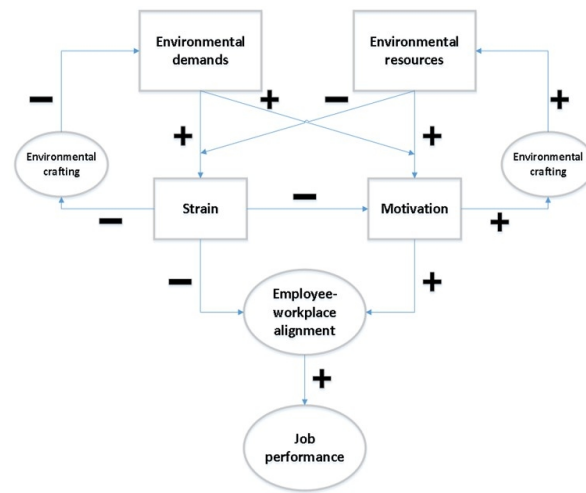 Environmental
demands
Environmental
resources
−
+
−
+
+
+
Environmental
crafting
Environmental
crafting
−
Strain
−
Motivation
+
−
+
Employee-
workplace
alignment
+
Job
performance